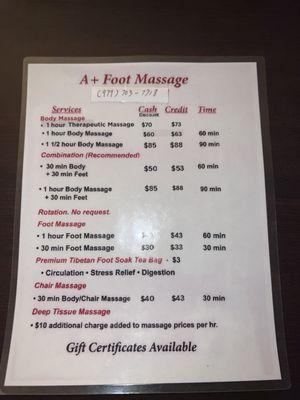 A+ Foot Massage
(979) 703-7718
Services Cash Credit Time
Discount
Body Massage
• 1 hour Therapeutic Massage $70 $73
• 1 hour Body Massage $60 $63 60 min
• 1 1/2 hour Body Massage $85 $88 90 min
Combination (Recommended)
• 30 min Body $50 $53 60 min
+ 30 min Feet
• 1 hour Body Massage $85 $88 90 min
+ 30 min Feet
Rotation. No request.
Foot Massage
• 1 hour Foot Massage $43 60 min
• 30 min Foot Massage $30 $33 30 min
Premium Tibetan Foot Soak Tea Bag - $3
• Circulation • Stress Relief • Digestion
Chair Massage
• 30 min Body/Chair Massage $40 $43 30 min
Deep Tissue Massage
• $10 additional charge added to massage prices per hr.
Gift Certificates Available